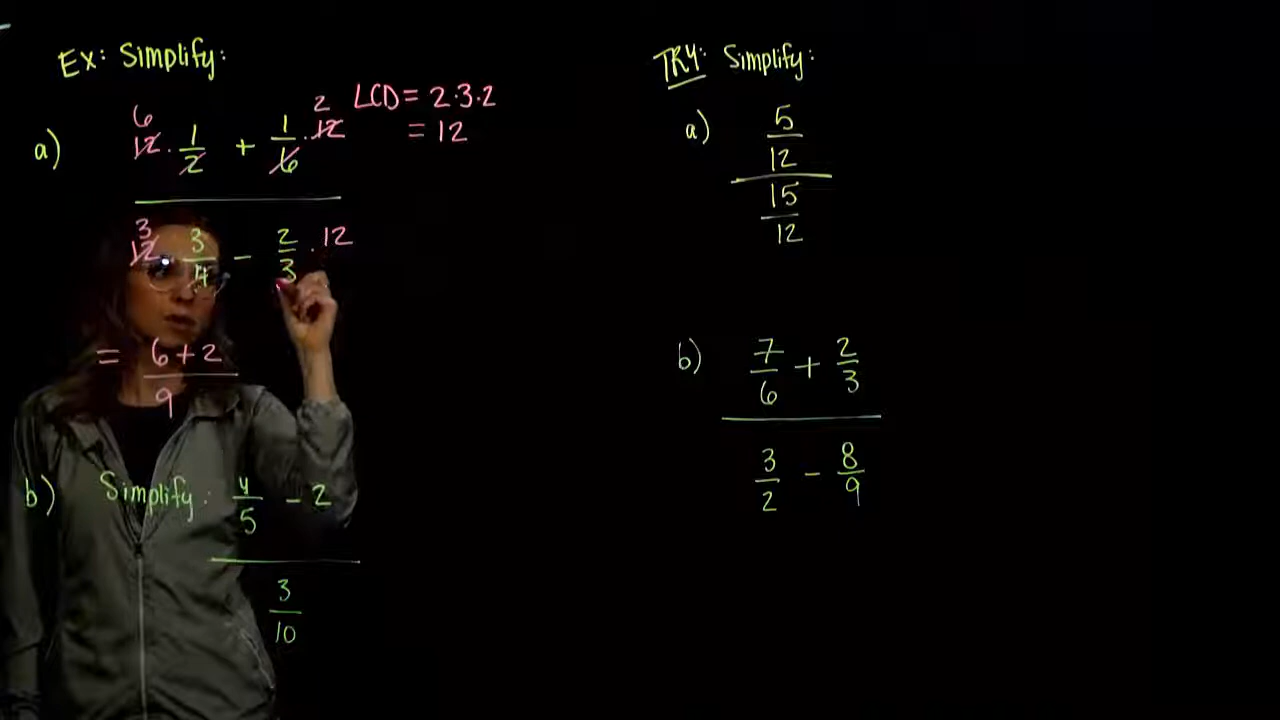 Ex: Simplify:
a) 6 12 · 1/2 + 1/6 · 12 2
3 12 · 3/4 - 2/3 · 12
LCD = 2·3·2
= 12
= 6+2
9
b) Simplify: 4/5 - 2
3/10
TRY: Simplify:
a) 5/12
15/12
b) 7/6 + 2/3
3/2 - 8/9